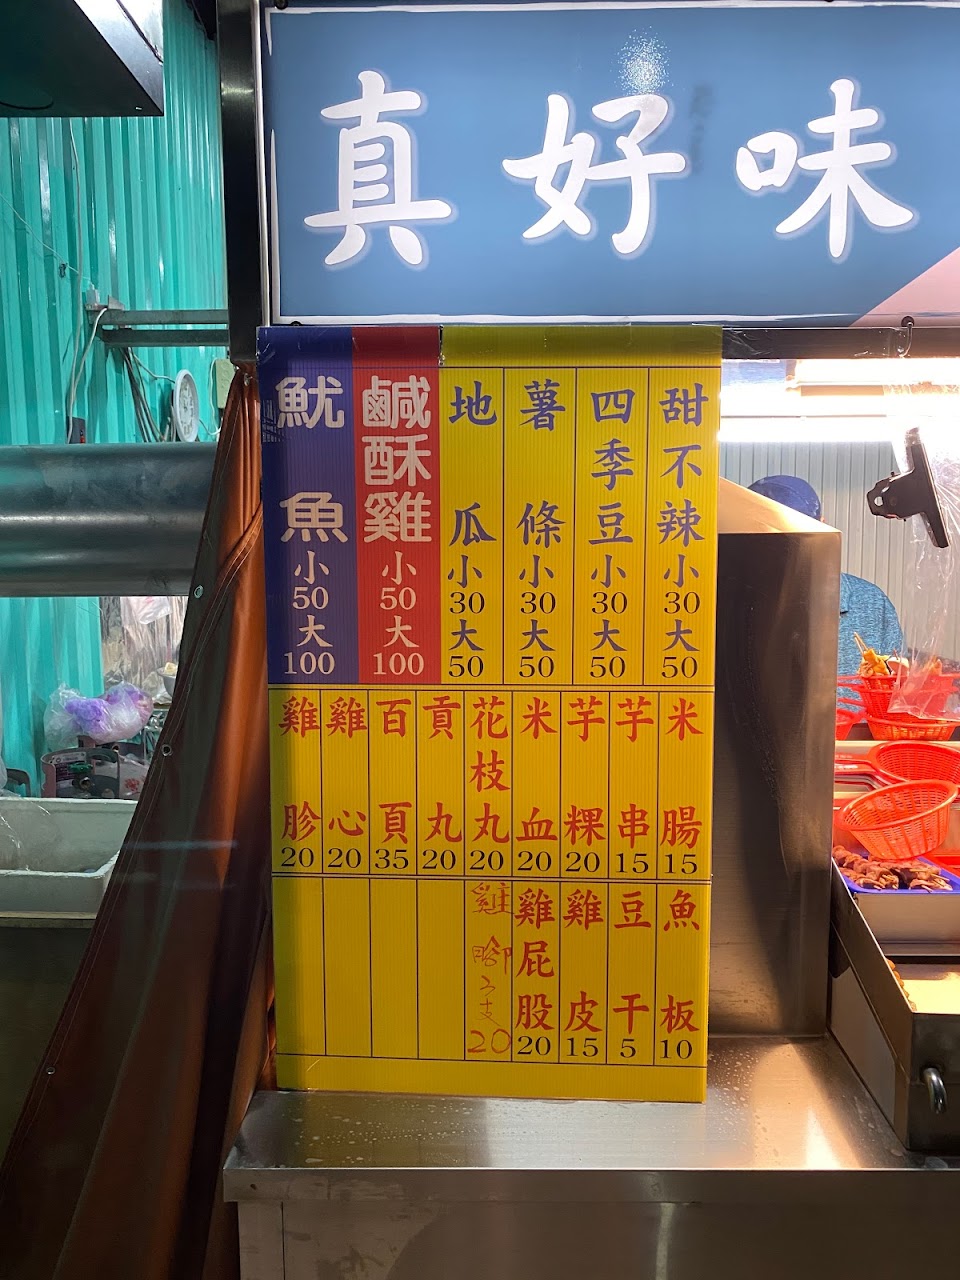 真好味
甜不辣 小30 大50
四季豆 小30 大50
薯條 小30 大50
地瓜 小30 大50
鹹酥雞 小50 大100
魷魚 小50 大100
米腸 15
芋串 15
芋粿 20
米血 20
花枝丸 20
貢丸 20
百頁 35
雞心 20
雞胗 20
魚板 10
豆干 5
雞皮 15
雞屁股 20
雞腳2支 20